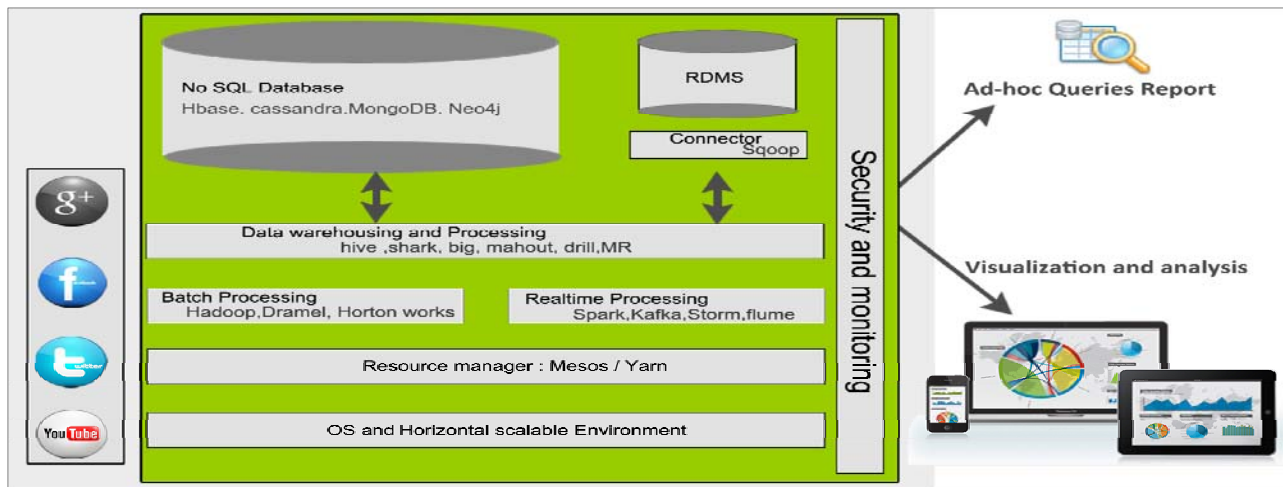 No SQL Database
Hbase. cassandra.MongoDB. Neo4j
RDMS
Connector
Sqoop
Data warehousing and Processing
hive ,shark, big, mahout, drill,MR
Batch Processing
Hadoop,Dramel, Horton works
Realtime Processing
Spark,Kafka,Storm,flume
Resource manager : Mesos / Yarn
OS and Horizontal scalable Environment
Security and monitoring
g+
f
t
twitter
YouTube
Ad-hoc Queries Report
Visualization and analysis